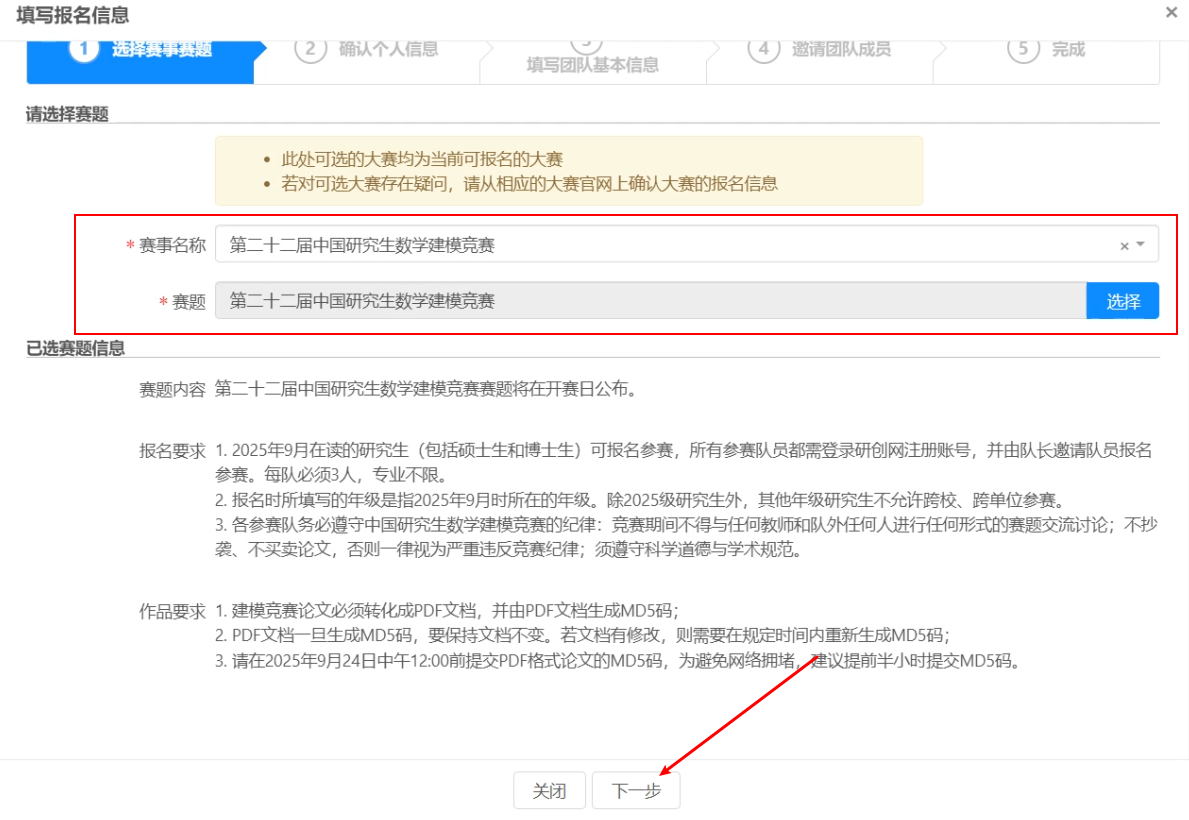 填写报名信息
×
1 选择赛事赛题
2 确认个人信息
3
填写团队基本信息
4 邀请团队成员
5 完成
请选择赛题
• 此处可选的大赛均为当前可报名的大赛
• 若对可选大赛存在疑问，请从相应的大赛官网上确认大赛的报名信息
* 赛事名称 第二十二届中国研究生数学建模竞赛 ×
* 赛题 第二十二届中国研究生数学建模竞赛 选择
已选赛题信息
赛题内容 第二十二届中国研究生数学建模竞赛赛题将在开赛日公布。
报名要求 1. 2025年9月在读的研究生（包括硕士生和博士生）可报名参赛，所有参赛队员都需登录研创网注册账号，并由队长邀请队员报名
参赛。每队必须3人，专业不限。
2. 报名时所填写的年级是指2025年9月时所在的年级。除2025级研究生外，其他年级研究生不允许跨校、跨单位参赛。
3. 各参赛队务必遵守中国研究生数学建模竞赛的纪律：竞赛期间不得与任何教师和队外任何人进行任何形式的赛题交流讨论；不抄
袭、不买卖论文，否则一律视为严重违反竞赛纪律；须遵守科学道德与学术规范。
作品要求 1. 建模竞赛论文必须转化成PDF文档，并由PDF文档生成MD5码；
2. PDF文档一旦生成MD5码，要保持文档不变。若文档有修改，则需要在规定时间内重新生成MD5码；
3. 请在2025年9月24日中午12:00前提交PDF格式论文的MD5码，为避免网络拥堵，建议提前半小时提交MD5码。
关闭 下一步